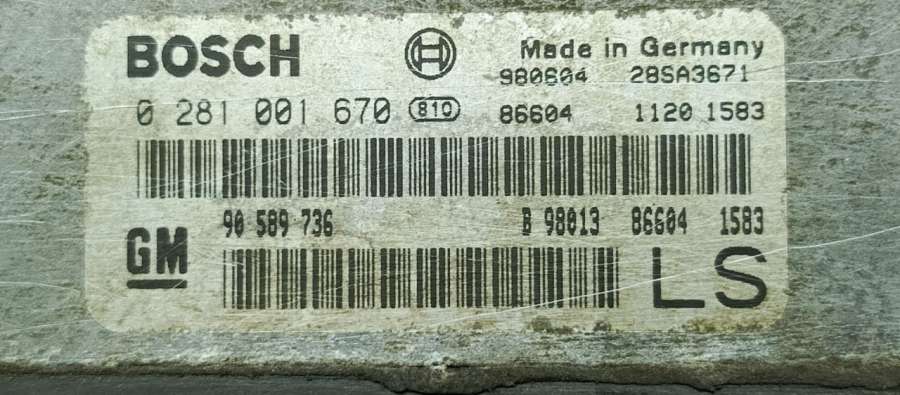 BOSCH Made in Germany
980604 28SA3671
0 281 001 670 810 86604 1120 1583
90 589 736 B 98013 86604 1583
GM LS